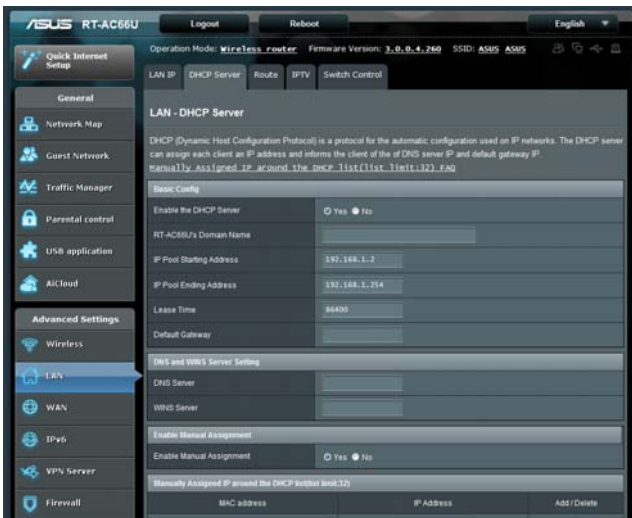 ASUS RT-AC66U Logout Reboot English
Quick Internet Setup
Operation Mode: Wireless router Firmware Version: 3.0.0.4.260 SSID: ASUS ASUS
LAN IP DHCP Server Route IPTV Switch Control
General
Network Map
Guest Network
Traffic Manager
Parental control
USB application
AiCloud
Advanced Settings
Wireless
LAN
WAN
IPv6
VPN Server
Firewall
LAN - DHCP Server
DHCP (Dynamic Host Configuration Protocol) is a protocol for the automatic configuration used on IP networks. The DHCP server
can assign each client an IP address and informs the client of the of DNS server IP and default gateway IP.
Manually Assigned IP around the DHCP list(list limit:32) FAQ
Basic Config
Enable the DHCP Server Yes No
RT-AC66U's Domain Name
IP Pool Starting Address 192.168.1.2
IP Pool Ending Address 192.168.1.254
Lease Time 86400
Default Gateway
DNS and WINS Server Setting
DNS Server
WINS Server
Enable Manual Assignment
Enable Manual Assignment Yes No
Manually Assigned IP around the DHCP list(list limit:32)
MAC address IP Address Add / Delete